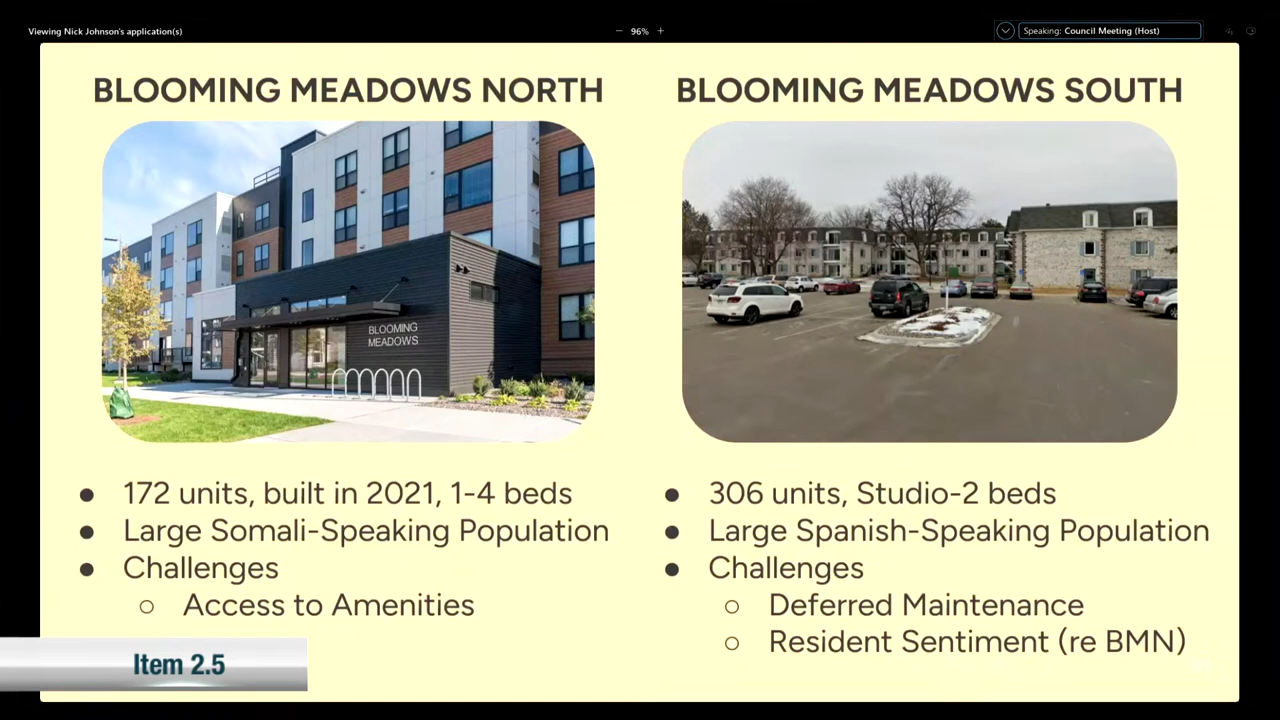 Viewing Nick Johnson's application(s)
− 96% +
Speaking: Council Meeting (Host)
BLOOMING MEADOWS NORTH
BLOOMING MEADOWS
● 172 units, built in 2021, 1-4 beds
● Large Somali-Speaking Population
● Challenges
○ Access to Amenities
BLOOMING MEADOWS SOUTH
● 306 units, Studio-2 beds
● Large Spanish-Speaking Population
● Challenges
○ Deferred Maintenance
○ Resident Sentiment (re BMN)
Item 2.5